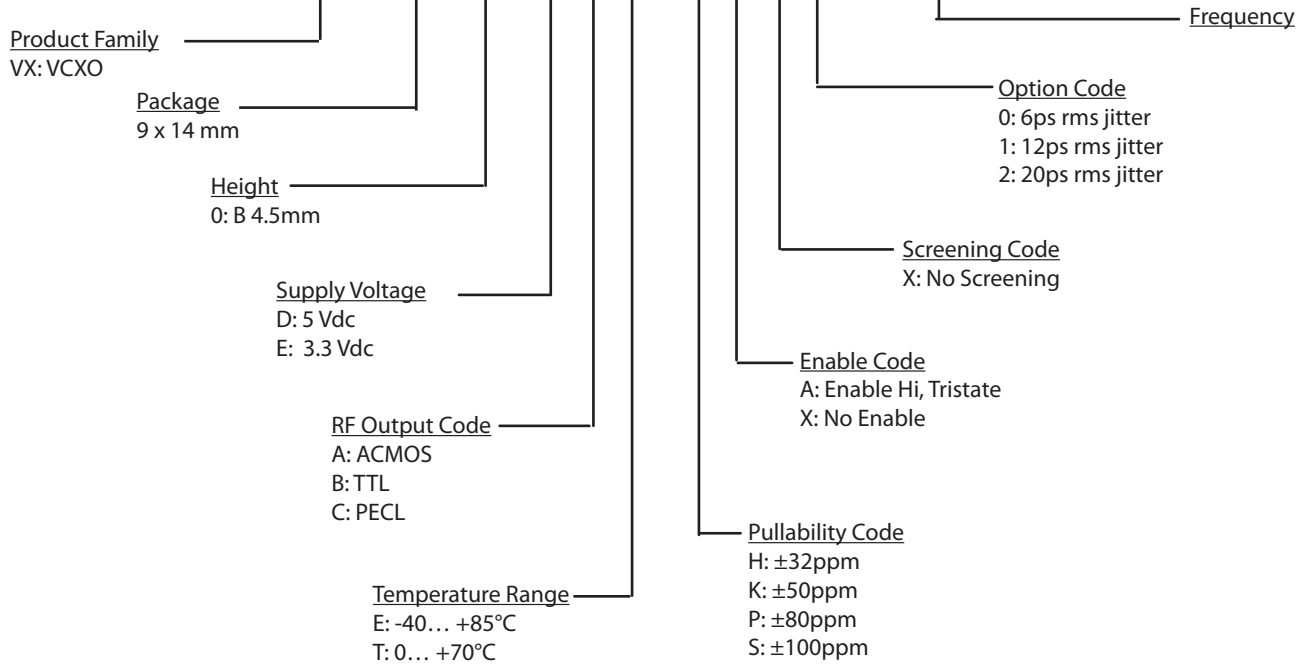 Frequency
Product Family
VX: VCXO
Package
9 x 14 mm
Height
0: B 4.5mm
Supply Voltage
D: 5 Vdc
E: 3.3 Vdc
RF Output Code
A: ACMOS
B: TTL
C: PECL
Temperature Range
E: -40… +85°C
T: 0… +70°C
Option Code
0: 6ps rms jitter
1: 12ps rms jitter
2: 20ps rms jitter
Screening Code
X: No Screening
Enable Code
A: Enable Hi, Tristate
X: No Enable
Pullability Code
H: ±32ppm
K: ±50ppm
P: ±80ppm
S: ±100ppm